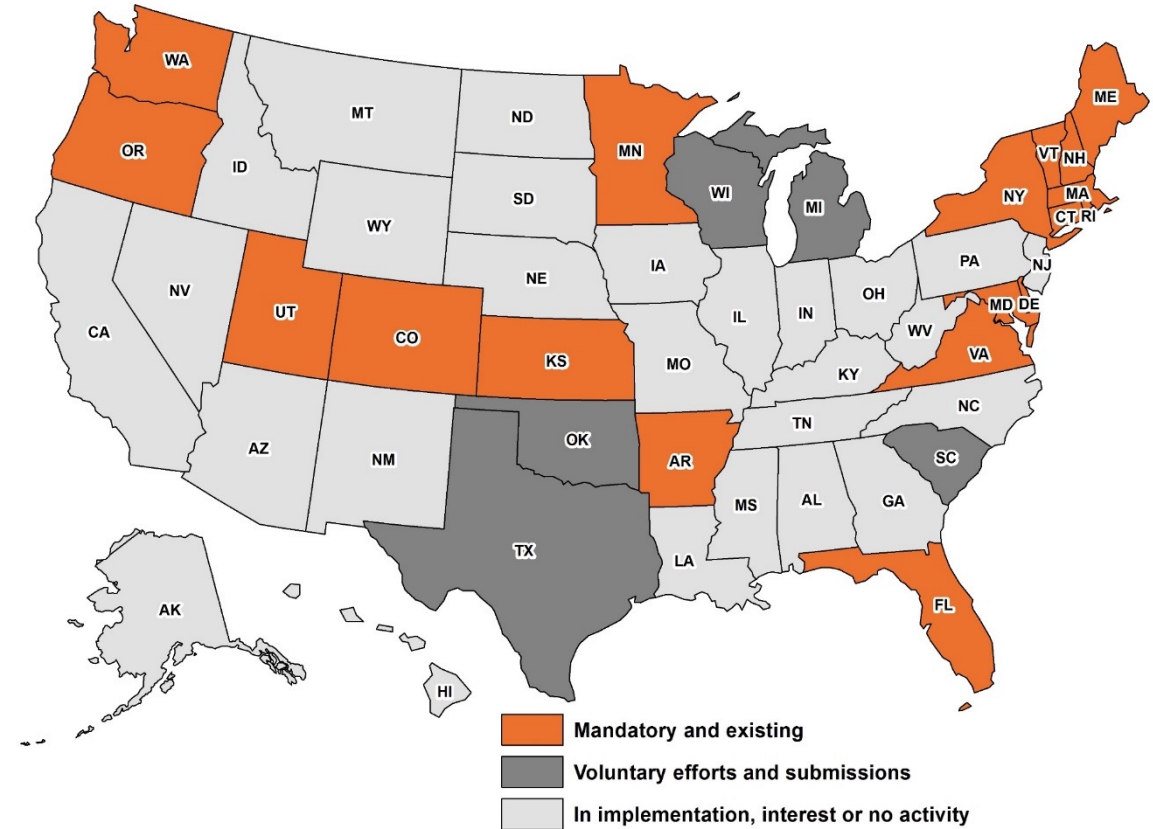 WA
ME
MT
ND
MN
OR
VT
NH
ID
WI
NY
MA
SD
MI
CT
RI
WY
IA
PA
NJ
NE
NV
OH
MD
DE
UT
IL
IN
CA
CO
WV
VA
KS
MO
KY
NC
TN
AZ
OK
SC
NM
AR
MS
AL
GA
TX
LA
AK
FL
HI
Mandatory and existing
Voluntary efforts and submissions
In implementation, interest or no activity